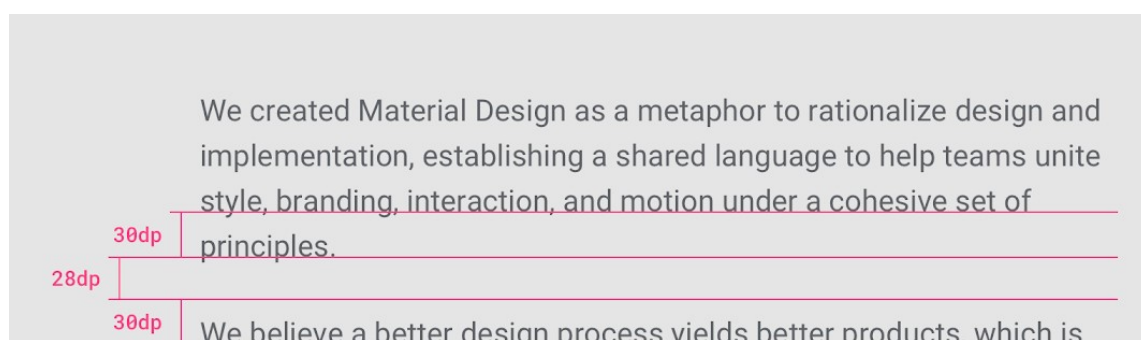 We created Material Design as a metaphor to rationalize design and
implementation, establishing a shared language to help teams unite
style, branding, interaction, and motion under a cohesive set of
30dp
principles.
28dp
30dp
We believe a better design process yields better products, which is